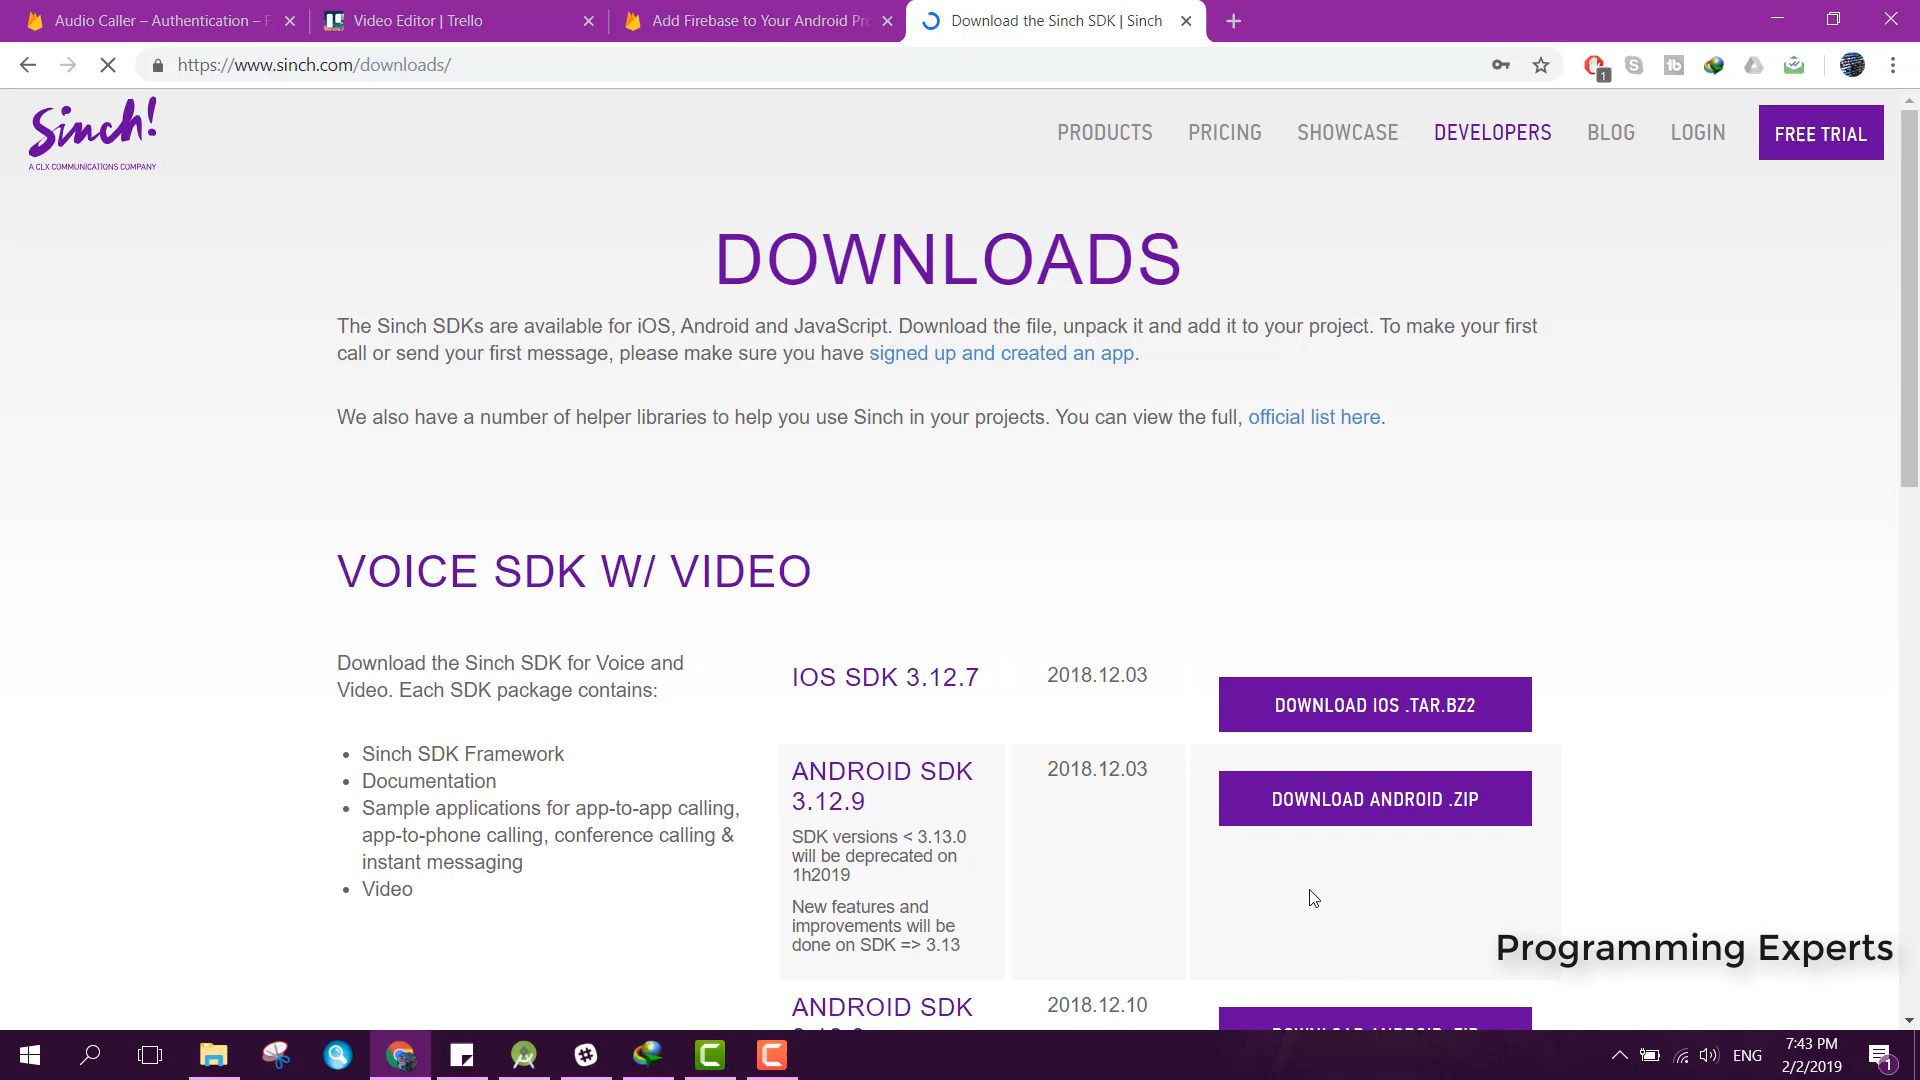 Audio Caller – Authentication – F
Video Editor | Trello
Add Firebase to Your Android Pr
Download the Sinch SDK | Sinch
https://www.sinch.com/downloads/
1
Sinch!
A CLX COMMUNICATIONS COMPANY
PRODUCTS
PRICING
SHOWCASE
DEVELOPERS
BLOG
LOGIN
FREE TRIAL
DOWNLOADS
The Sinch SDKs are available for iOS, Android and JavaScript. Download the file, unpack it and add it to your project. To make your first
call or send your first message, please make sure you have signed up and created an app.
We also have a number of helper libraries to help you use Sinch in your projects. You can view the full, official list here.
VOICE SDK W/ VIDEO
Download the Sinch SDK for Voice and
Video. Each SDK package contains:
• Sinch SDK Framework
• Documentation
• Sample applications for app-to-app calling,
app-to-phone calling, conference calling &
instant messaging
• Video
IOS SDK 3.12.7
2018.12.03
DOWNLOAD IOS .TAR.BZ2
ANDROID SDK
3.12.9
2018.12.03
DOWNLOAD ANDROID .ZIP
SDK versions < 3.13.0
will be deprecated on
1h2019
New features and
improvements will be
done on SDK => 3.13
ANDROID SDK
2018.12.10
DOWNLOAD ANDROID .ZIP
Programming Experts
ENG
7:43 PM
2/2/2019
1